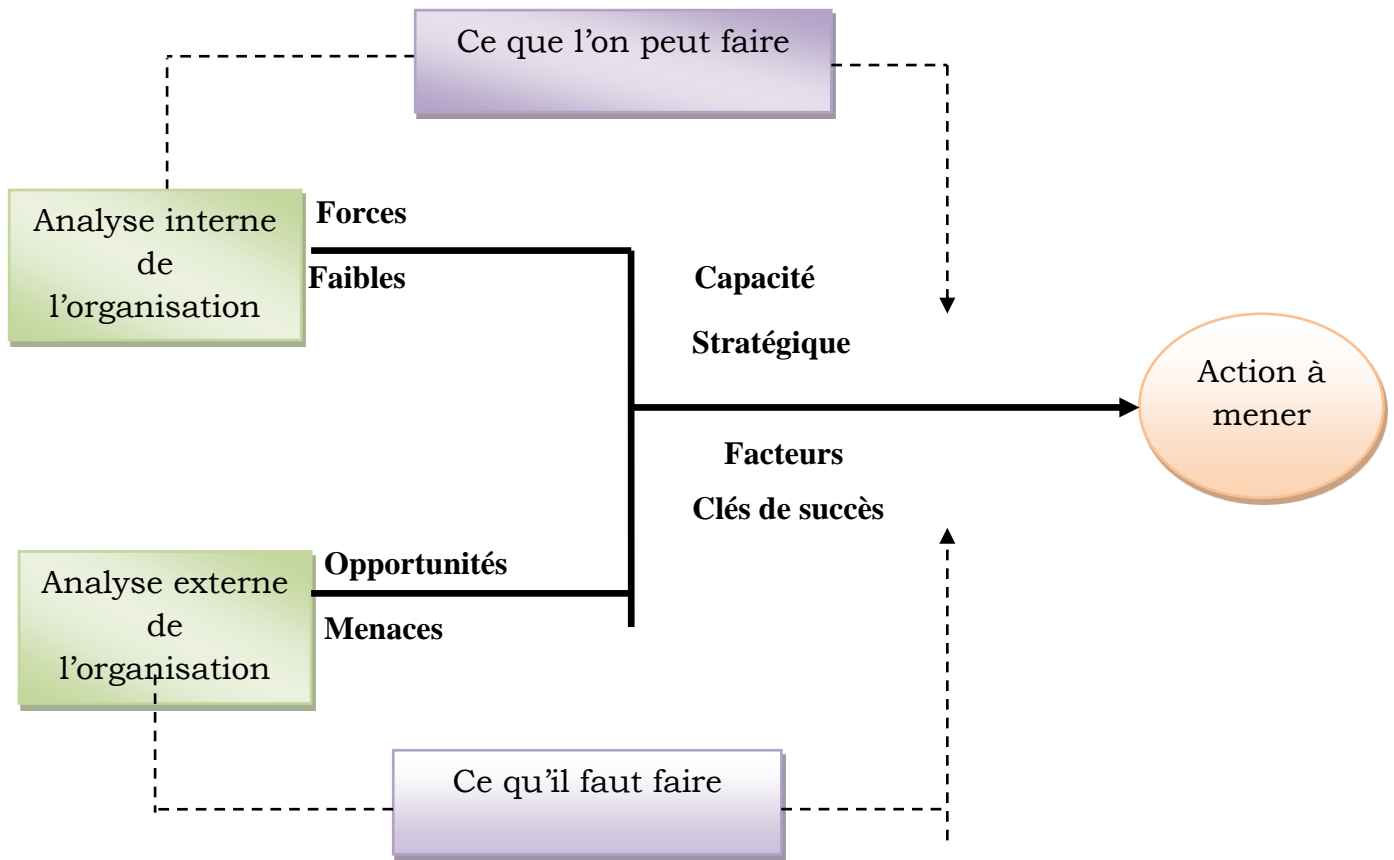 Ce que l’on peut faire
Analyse interne
de
l’organisation
Forces
Faibles
Capacité
Stratégique
Action à
mener
Facteurs
Clés de succès
Analyse externe
de
l’organisation
Opportunités
Menaces
Ce qu’il faut faire